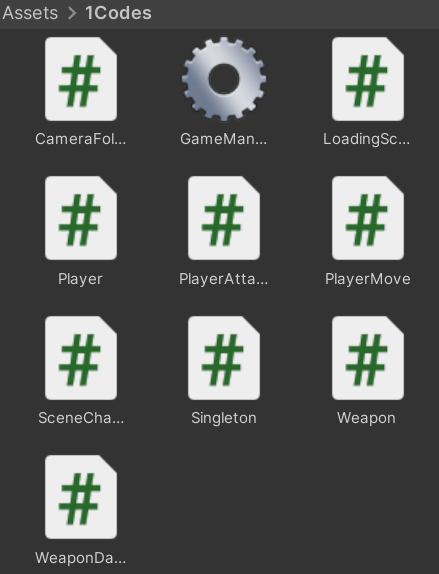 Assets > 1Codes
CameraFol...
GameMan...
LoadingSc...
Player
PlayerAtta...
PlayerMove
SceneCha...
Singleton
Weapon
WeaponDa...